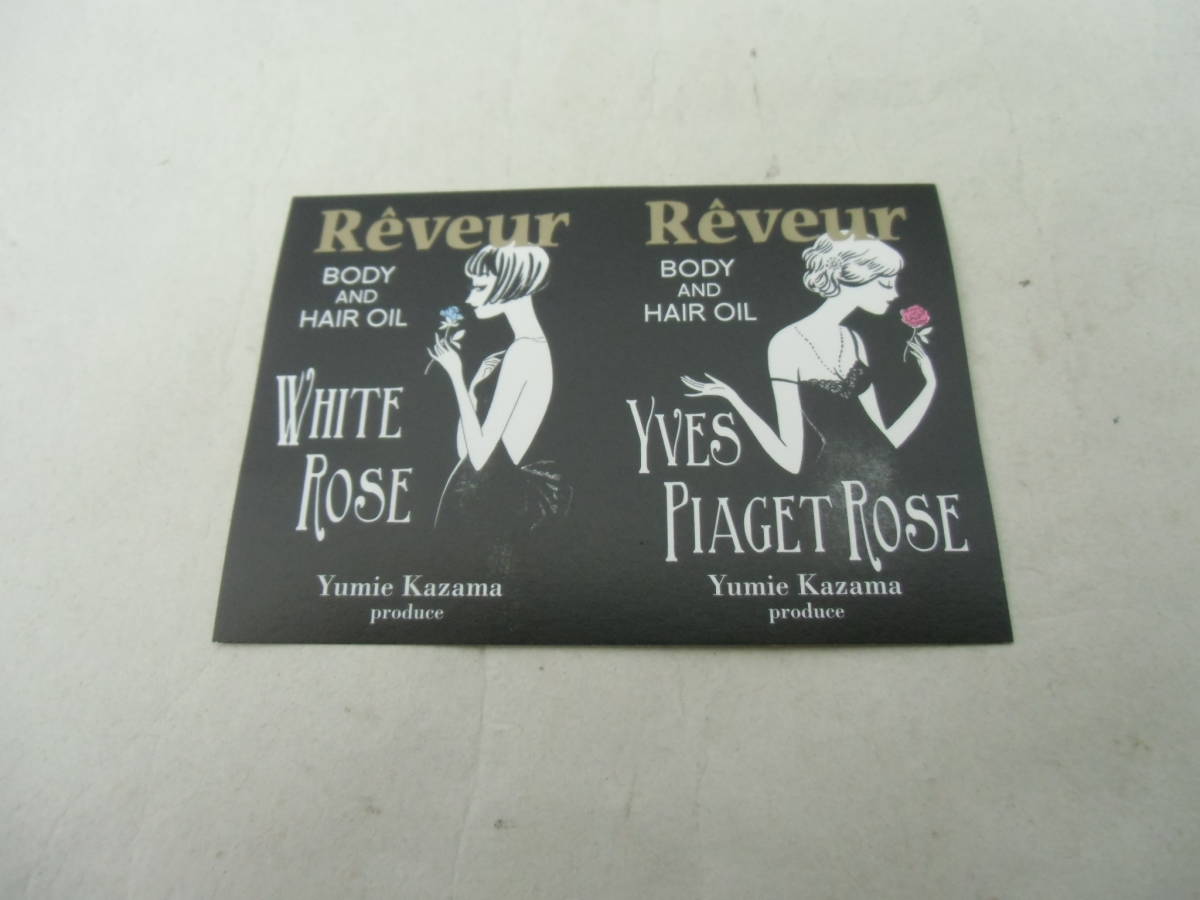 Rêveur
BODY
AND
HAIR OIL
WHITE
ROSE
Yumie Kazama
produce
Rêveur
BODY
AND
HAIR OIL
YVES
PIAGET ROSE
Yumie Kazama
produce